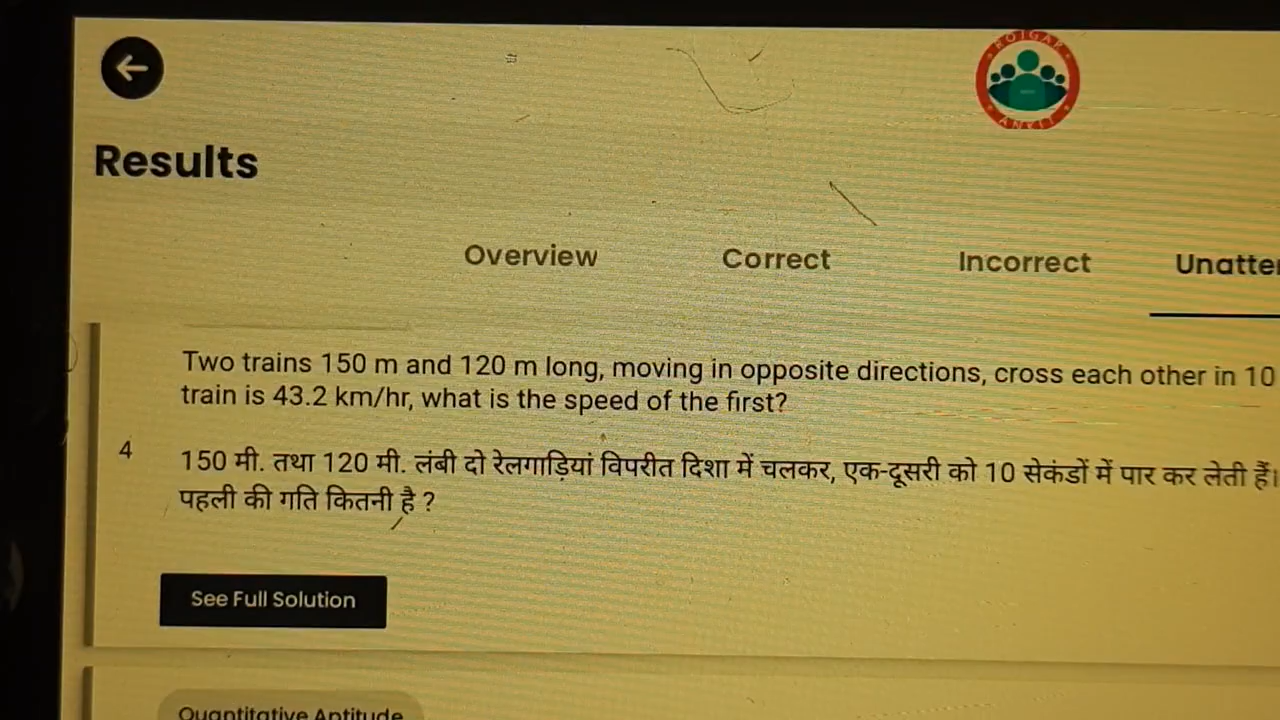 ROJGAR
ANKIT
Results
Overview Correct Incorrect
Two trains 150 m and 120 m long, moving in opposite directions, cross each other in 10
train is 43.2 km/hr, what is the speed of the first?
4
150 मी. तथा 120 मी. लंबी दो रेलगाड़ियां विपरीत दिशा में चलकर, एक-दूसरी को 10 सेकंडों में पार कर लेती हैं।
पहली की गति कितनी है ?
See Full Solution
Quantitative Aptitude